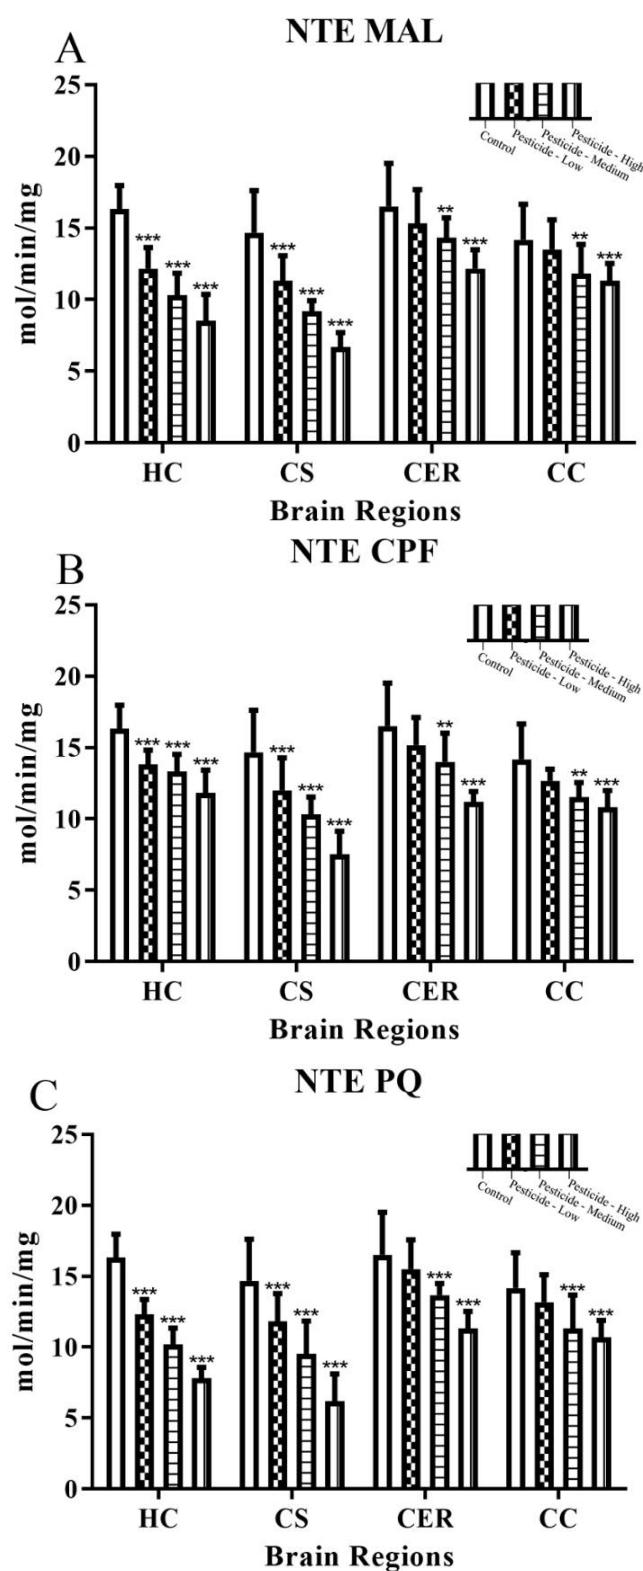 A
NTE MAL
mol/min/mg
25
20
15
10
5
0
Control
Pesticide - Low
Pesticide - Medium
Pesticide - High
*** *** ***
*** *** ***
** ***
** ***
HC CS CER CC
Brain Regions
B
NTE CPF
mol/min/mg
25
20
15
10
5
0
Control
Pesticide - Low
Pesticide - Medium
Pesticide - High
*** *** ***
*** *** ***
** ***
** ***
HC CS CER CC
Brain Regions
C
NTE PQ
mol/min/mg
25
20
15
10
5
0
Control
Pesticide - Low
Pesticide - Medium
Pesticide - High
*** *** ***
*** *** ***
*** ***
*** ***
HC CS CER CC
Brain Regions